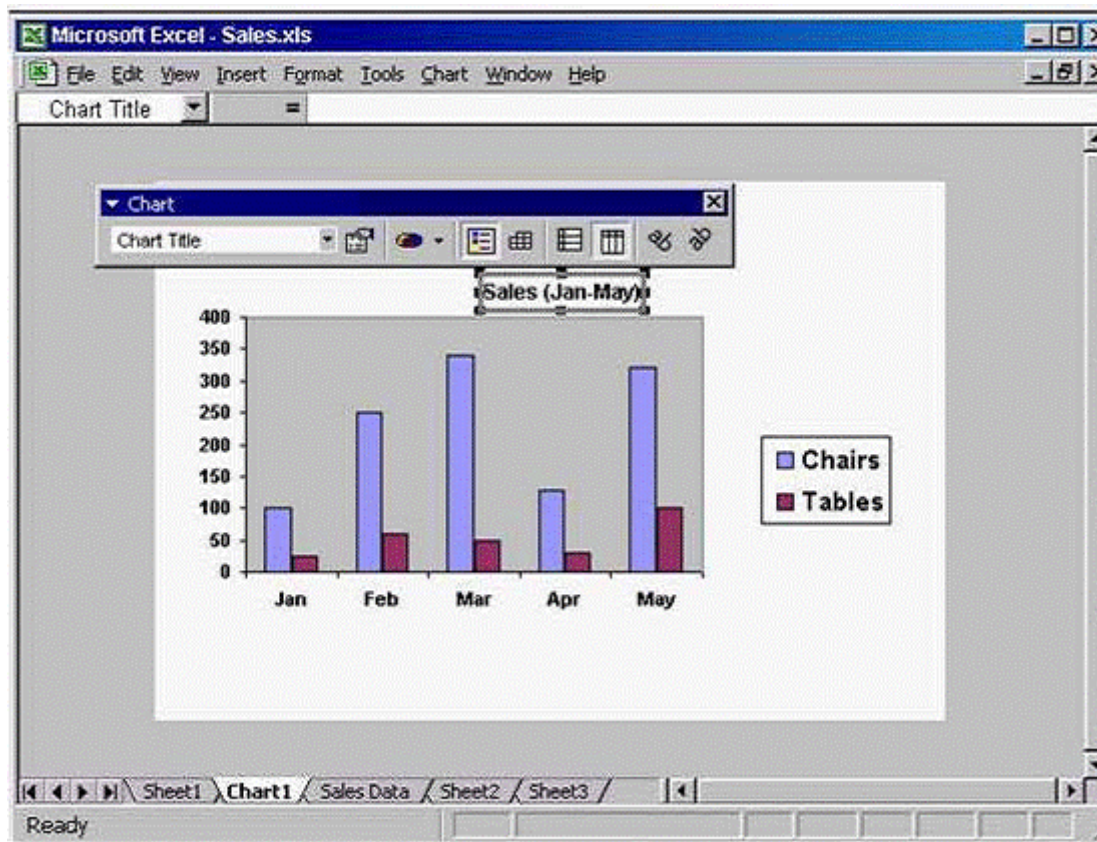 Microsoft Excel - Sales.xls
File Edit View Insert Format Tools Chart Window Help
Chart Title =
Chart
Chart Title
Sales (Jan-May)
400
350
300
250
200
150
100
50
0
Jan Feb Mar Apr May
Chairs
Tables
Sheet1 Chart1 Sales Data Sheet2 Sheet3
Ready